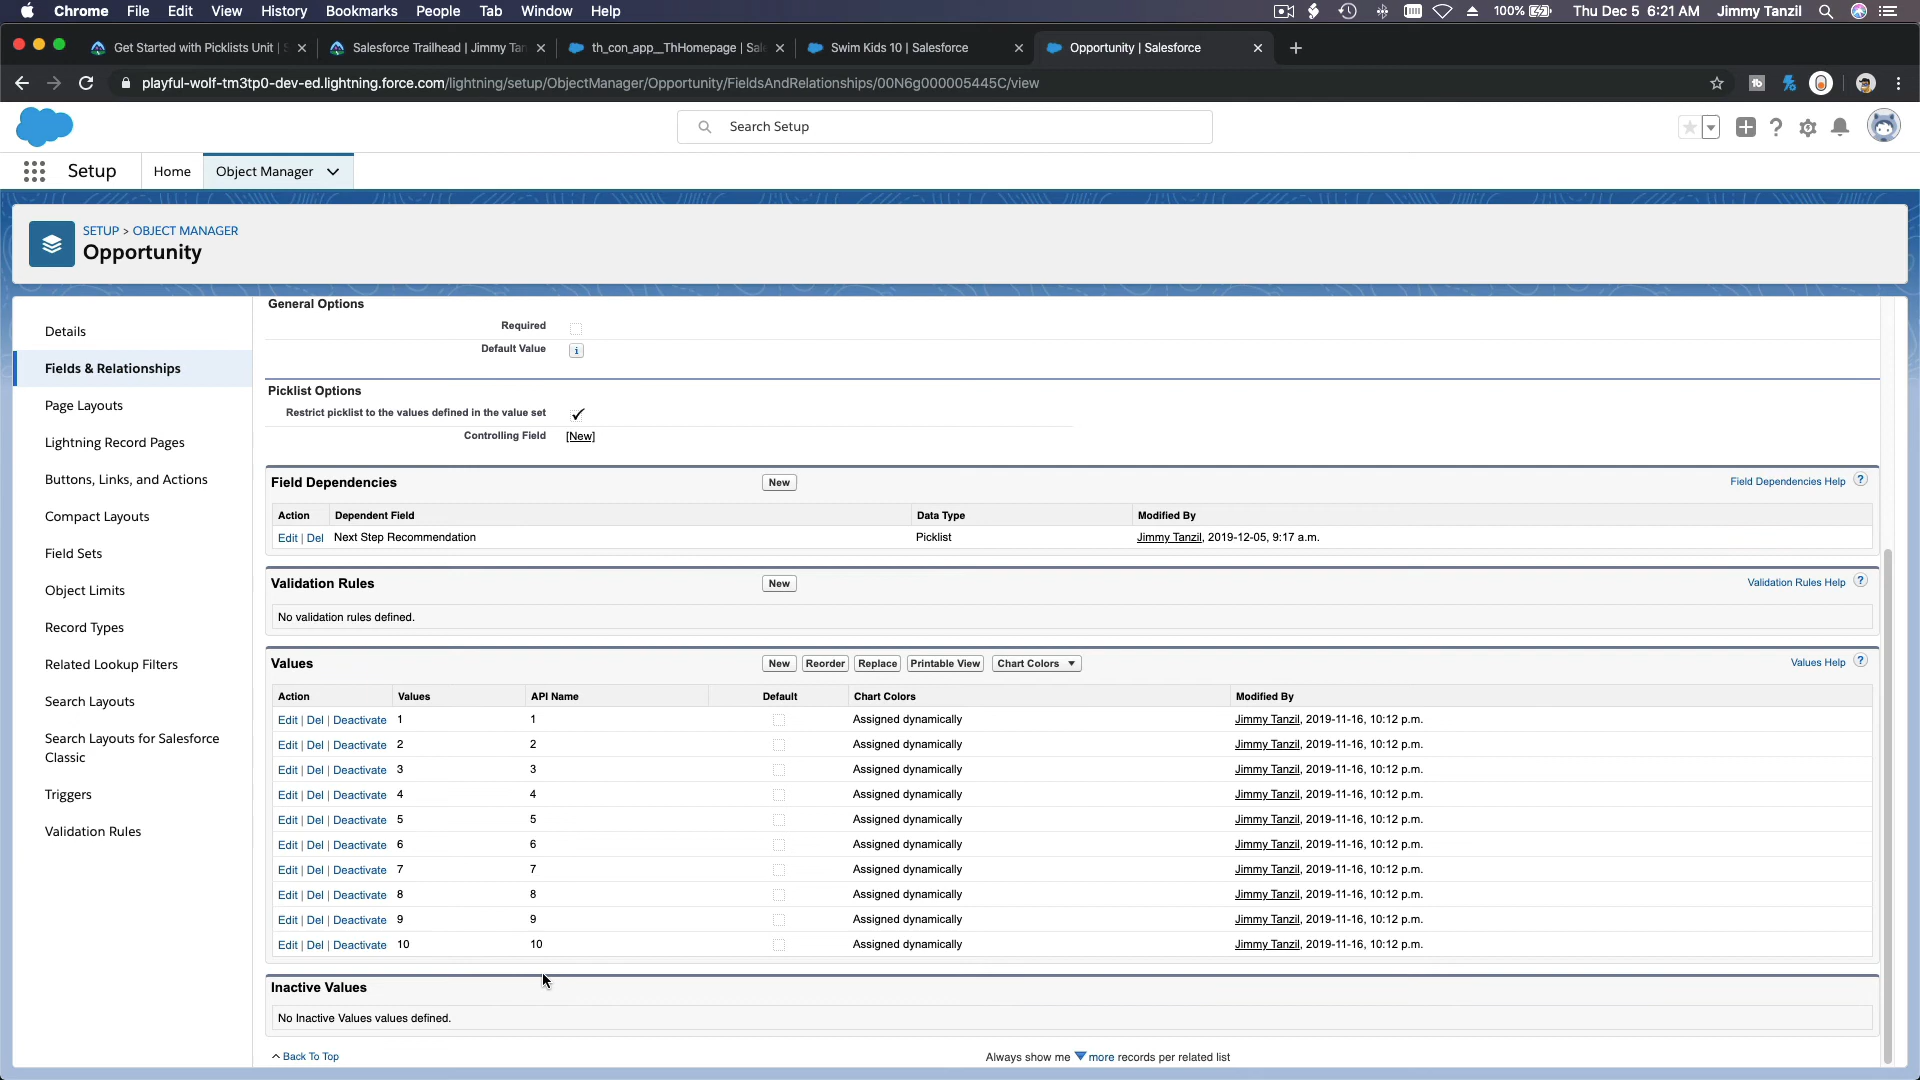 Chrome File Edit View History Bookmarks People Tab Window Help 100% Thu Dec 5 6:21 AM Jimmy Tanzil
Get Started with Picklists Unit | Salesforce Trailhead | Jimmy Tan th_con_app__ThHomepage | Sal Swim Kids 10 | Salesforce Opportunity | Salesforce
playful-wolf-tm3tp0-dev-ed.lightning.force.com/lightning/setup/ObjectManager/Opportunity/FieldsAndRelationships/00N6g000005445C/view
Search Setup
Setup Home Object Manager
SETUP > OBJECT MANAGER
Opportunity
Details
Fields & Relationships
Page Layouts
Lightning Record Pages
Buttons, Links, and Actions
Compact Layouts
Field Sets
Object Limits
Record Types
Related Lookup Filters
Search Layouts
Search Layouts for Salesforce
Classic
Triggers
Validation Rules
General Options
Required
Default Value i
Picklist Options
Restrict picklist to the values defined in the value set ✓
Controlling Field [New]
Field Dependencies New Field Dependencies Help ?
Action Dependent Field Data Type Modified By
Edit | Del Next Step Recommendation Picklist Jimmy Tanzil, 2019-12-05, 9:17 a.m.
Validation Rules New Validation Rules Help ?
No validation rules defined.
Values New Reorder Replace Printable View Chart Colors ▼ Values Help ?
Action Values API Name Default Chart Colors Modified By
Edit | Del | Deactivate 1 1 Assigned dynamically Jimmy Tanzil, 2019-11-16, 10:12 p.m.
Edit | Del | Deactivate 2 2 Assigned dynamically Jimmy Tanzil, 2019-11-16, 10:12 p.m.
Edit | Del | Deactivate 3 3 Assigned dynamically Jimmy Tanzil, 2019-11-16, 10:12 p.m.
Edit | Del | Deactivate 4 4 Assigned dynamically Jimmy Tanzil, 2019-11-16, 10:12 p.m.
Edit | Del | Deactivate 5 5 Assigned dynamically Jimmy Tanzil, 2019-11-16, 10:12 p.m.
Edit | Del | Deactivate 6 6 Assigned dynamically Jimmy Tanzil, 2019-11-16, 10:12 p.m.
Edit | Del | Deactivate 7 7 Assigned dynamically Jimmy Tanzil, 2019-11-16, 10:12 p.m.
Edit | Del | Deactivate 8 8 Assigned dynamically Jimmy Tanzil, 2019-11-16, 10:12 p.m.
Edit | Del | Deactivate 9 9 Assigned dynamically Jimmy Tanzil, 2019-11-16, 10:12 p.m.
Edit | Del | Deactivate 10 10 Assigned dynamically Jimmy Tanzil, 2019-11-16, 10:12 p.m.
Inactive Values
No Inactive Values values defined.
Back To Top Always show me ▼ more records per related list